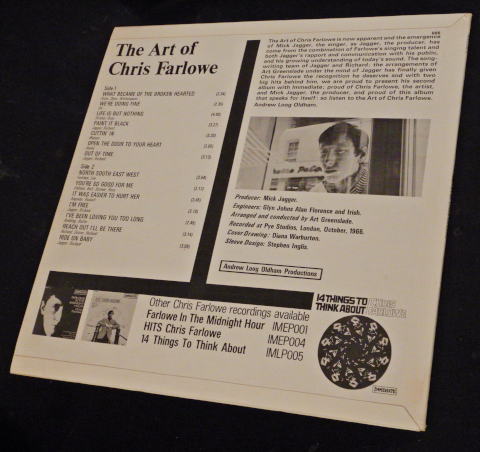 The Art of
Chris Farlowe
Side 1
WHAT BECAME OF THE BROKEN HEARTED
WE'RE DOING FINE
LIFE IS BUT NOTHING
PAINT IT BLACK
Jagger, Richard
CUTTIN' IN
OPEN THE DOOR TO YOUR HEART
OUT OF TIME
Jagger, Richard
Side 2
NORTH SOUTH EAST WEST
YOU'RE SO GOOD FOR ME
IT WAS EASIER TO HURT HER
I'M FREE
Jagger, Richard
I'VE BEEN LOVING YOU TOO LONG
REACH OUT I'LL BE THERE
RIDE ON BABY
Jagger, Richard
The Art of Chris Farlowe is now apparent and the emergence
of Mick Jagger, the singer, as Jagger, the producer, has
come from the combination of Farlowe's singing talent and
both Jagger's rapport and communication with his public,
and his growing understanding of today's sound. The song-
writing team of Jagger and Richard; the arrangements of
Art Greenslade under the mind of Jagger has finally given
Chris Farlowe the recognition he deserves and with two
big hits behind him, we are proud to present his second
album with Immediate; proud of Chris Farlowe, the artist,
and Mick Jagger, the producer, and proud of this album
that speaks for itself: so listen to the Art of Chris Farlowe.
Andrew Loog Oldham.
Producer: Mick Jagger.
Engineers: Glyn Johns Alan Florence and Irish.
Arranged and conducted by Art Greenslade.
Recorded at Pye Studios, London, October, 1966.
Cover Drawing: Diana Warburton.
Sleeve Design: Stephen Inglis.
Andrew Loog Oldham Productions
Other Chris Farlowe recordings available
Farlowe In The Midnight Hour IMEP001
HITS Chris Farlowe IMEP004
14 Things To Think About IMLP005
14 THINGS TO
THINK ABOUT
CHRIS
FARLOWE